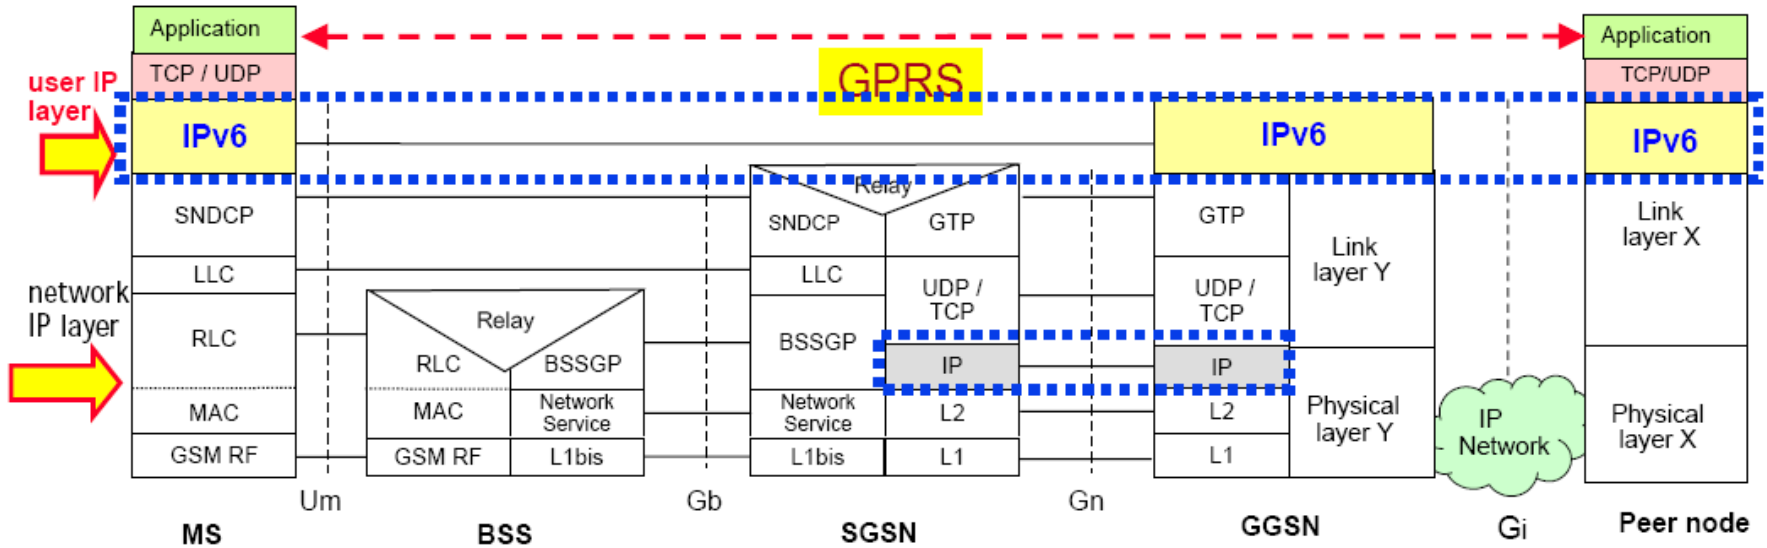 Application
TCP / UDP
user IP
layer
IPv6
SNDCP
LLC
network
IP layer
RLC
MAC
GSM RF
MS
Um
Relay
RLC
BSSGP
MAC
Network
Service
GSM RF
L1bis
BSS
Gb
GPRS
Relay
SNDCP
GTP
LLC
UDP /
TCP
BSSGP
IP
Network
Service
L2
L1bis
L1
SGSN
Gn
IPv6
GTP
Link
layer Y
UDP /
TCP
IP
L2
Physical
layer Y
L1
GGSN
IP
Network
Gi
Application
TCP/UDP
IPv6
Link
layer X
Physical
layer X
Peer node